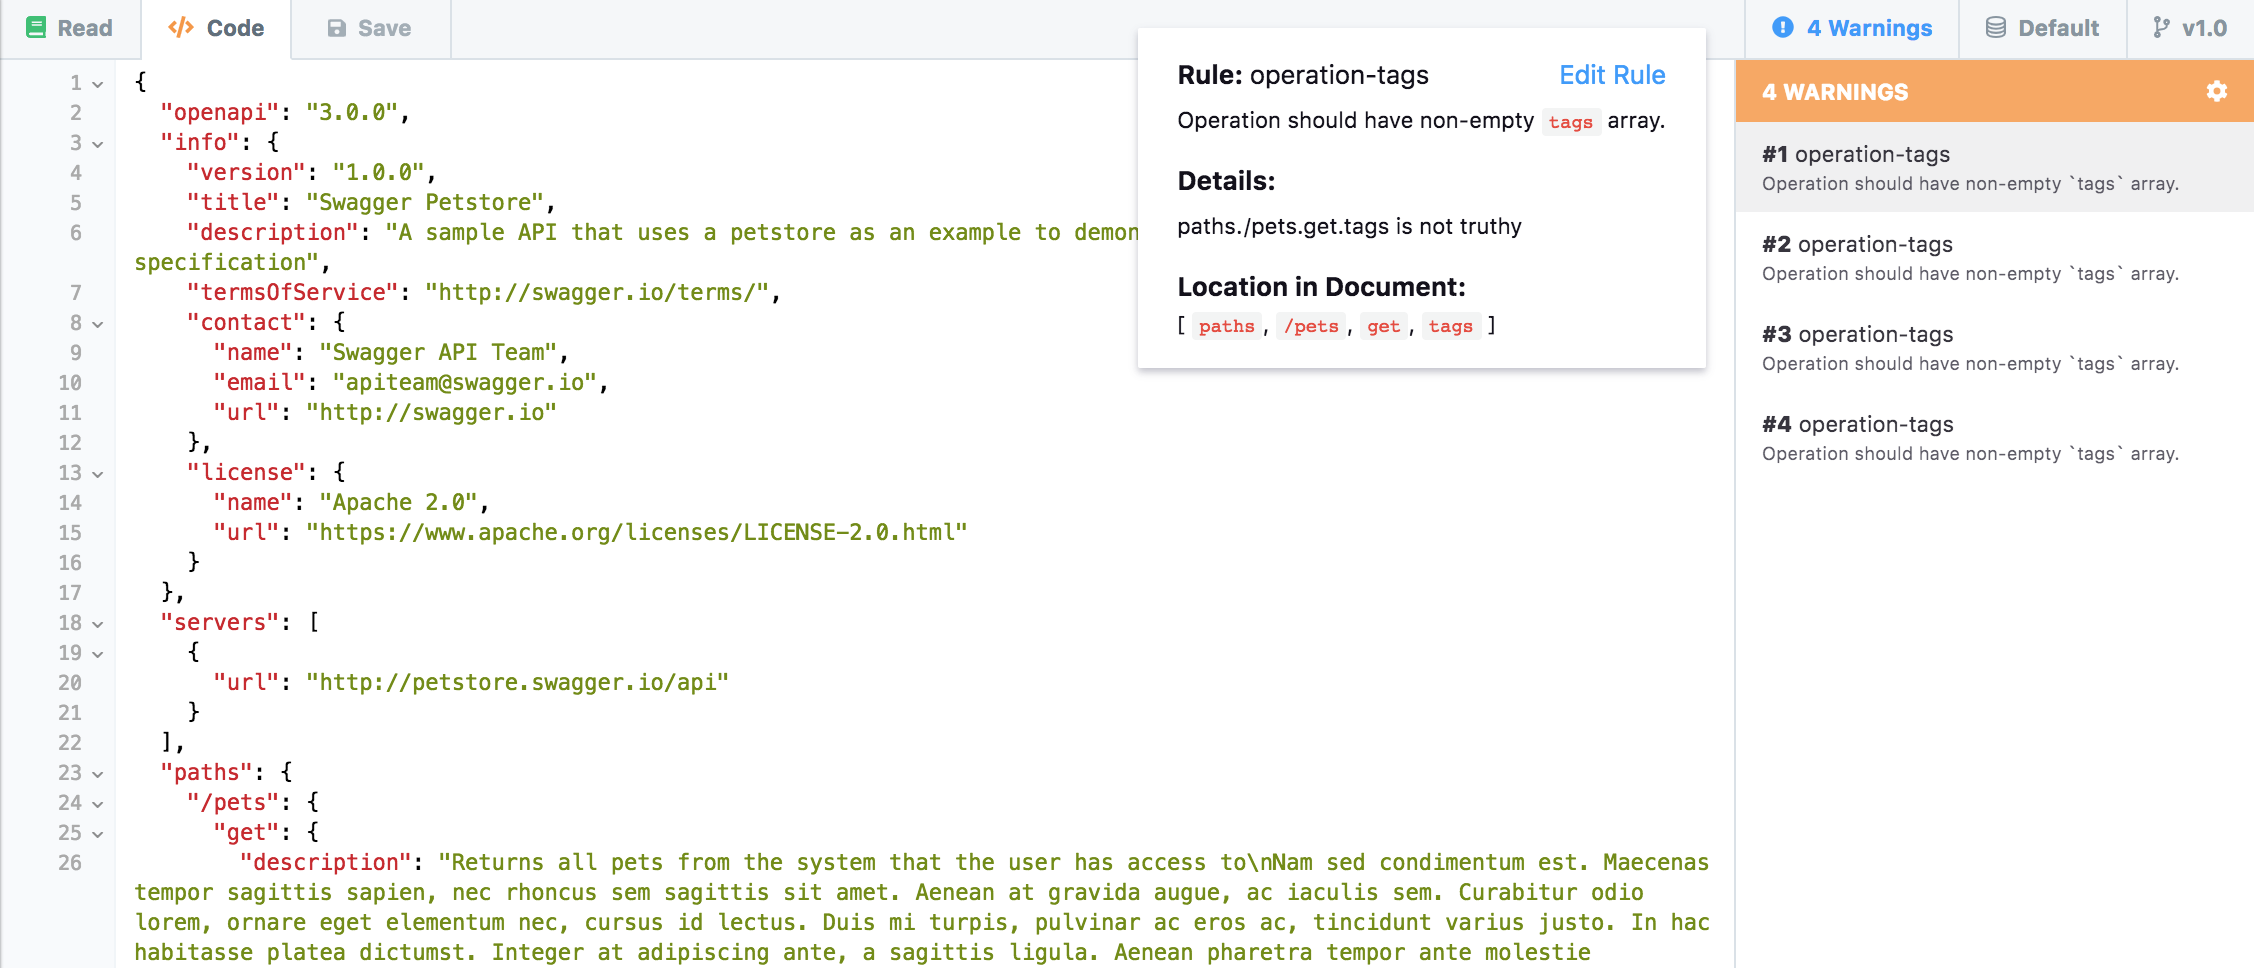 Read
Code
Save
4 Warnings
Default
v1.0
1 {
2 "openapi": "3.0.0",
3 "info": {
4 "version": "1.0.0",
5 "title": "Swagger Petstore",
6 "description": "A sample API that uses a petstore as an example to demon
specification",
7 "termsOfService": "http://swagger.io/terms/",
8 "contact": {
9 "name": "Swagger API Team",
10 "email": "apiteam@swagger.io",
11 "url": "http://swagger.io"
12 },
13 "license": {
14 "name": "Apache 2.0",
15 "url": "https://www.apache.org/licenses/LICENSE-2.0.html"
16 }
17 },
18 "servers": [
19 {
20 "url": "http://petstore.swagger.io/api"
21 }
22 ],
23 "paths": {
24 "/pets": {
25 "get": {
26 "description": "Returns all pets from the system that the user has access to\nNam sed condimentum est. Maecenas
tempor sagittis sapien, nec rhoncus sem sagittis sit amet. Aenean at gravida augue, ac iaculis sem. Curabitur odio
lorem, ornare eget elementum nec, cursus id lectus. Duis mi turpis, pulvinar ac eros ac, tincidunt varius justo. In hac
habitasse platea dictumst. Integer at adipiscing ante, a sagittis ligula. Aenean pharetra tempor ante molestie
Rule: operation-tags
Edit Rule
Operation should have non-empty tags array.
Details:
paths./pets.get.tags is not truthy
Location in Document:
[ paths, /pets, get, tags ]
4 WARNINGS
#1 operation-tags
Operation should have non-empty `tags` array.
#2 operation-tags
Operation should have non-empty `tags` array.
#3 operation-tags
Operation should have non-empty `tags` array.
#4 operation-tags
Operation should have non-empty `tags` array.